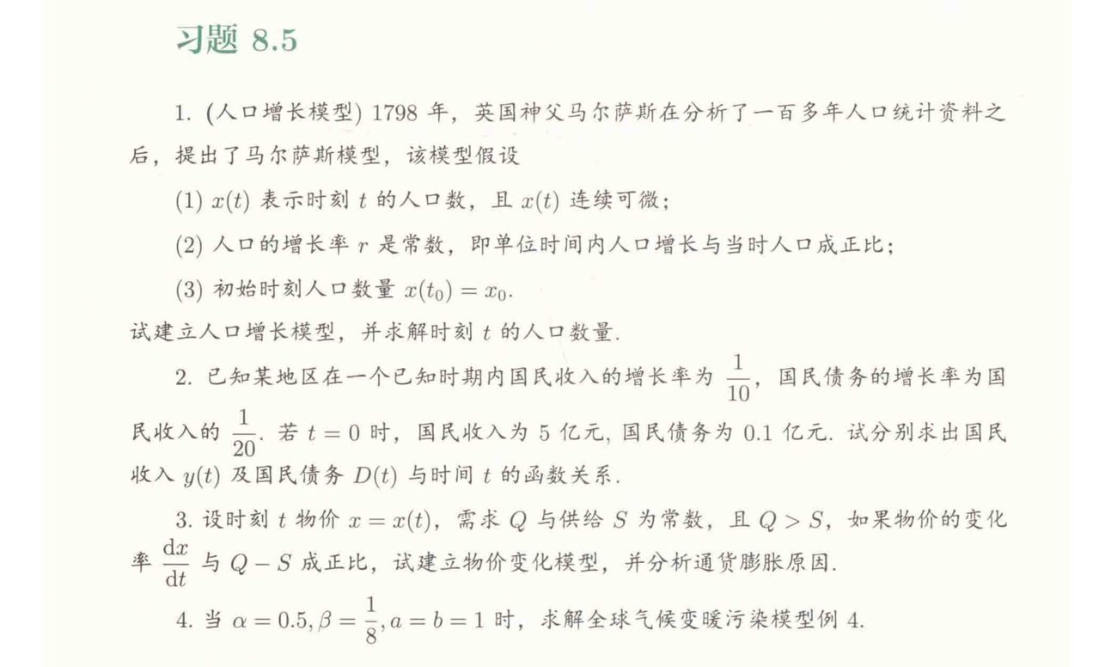 习题 8.5
1. (人口增长模型) 1798 年，英国神父马尔萨斯在分析了一百多年人口统计资料之
后，提出了马尔萨斯模型，该模型假设
(1) x(t) 表示时刻 t 的人口数，且 x(t) 连续可微；
(2) 人口的增长率 r 是常数，即单位时间内人口增长与当时人口成正比；
(3) 初始时刻人口数量 x(t₀) = x₀.
试建立人口增长模型，并求解时刻 t 的人口数量.
2. 已知某地区在一个已知时期内国民收入的增长率为 1/10，国民债务的增长率为国
民收入的 1/20. 若 t = 0 时，国民收入为 5 亿元, 国民债务为 0.1 亿元. 试分别求出国民
收入 y(t) 及国民债务 D(t) 与时间 t 的函数关系.
3. 设时刻 t 物价 x = x(t)，需求 Q 与供给 S 为常数，且 Q > S，如果物价的变化
率 dx/dt 与 Q − S 成正比，试建立物价变化模型，并分析通货膨胀原因.
4. 当 α = 0.5, β = 1/8, a = b = 1 时，求解全球气候变暖污染模型例 4.